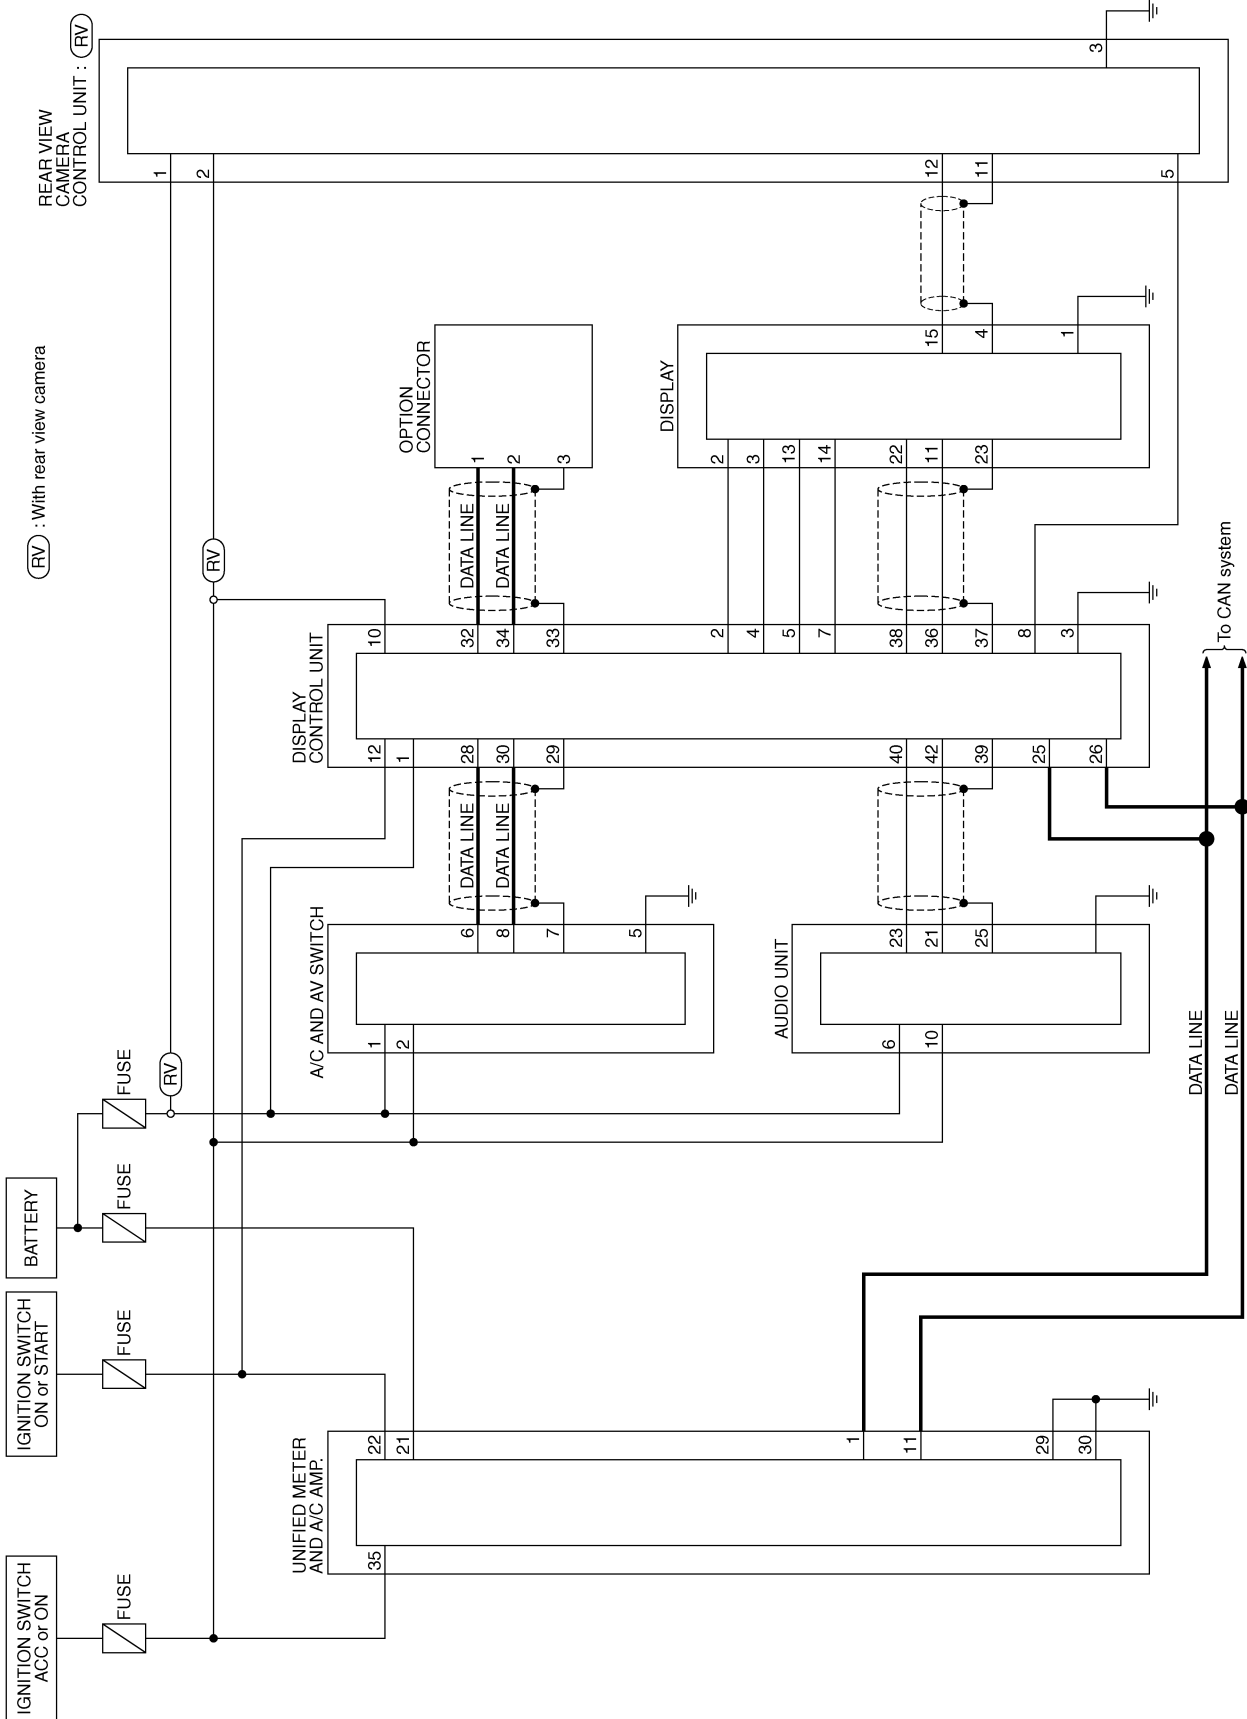 IGNITION SWITCH
ACC or ON
IGNITION SWITCH
ON or START
BATTERY
FUSE
FUSE
FUSE
FUSE
RV
RV
RV : With rear view camera
UNIFIED METER
AND A/C AMP.
35
22
21
1
11
29
30
A/C AND AV SWITCH
1
2
6
8
7
5
DATA LINE
DATA LINE
AUDIO UNIT
6
10
23
21
25
DATA LINE
DATA LINE
DISPLAY
CONTROL UNIT
12
1
28
30
29
40
42
39
25
26
10
32
34
33
2
4
5
7
38
36
37
8
3
To CAN system
DATA LINE
DATA LINE
OPTION
CONNECTOR
1
2
3
DISPLAY
2
3
13
14
22
11
23
15
4
1
REAR VIEW
CAMERA
CONTROL UNIT : RV
1
2
12
11
5
3